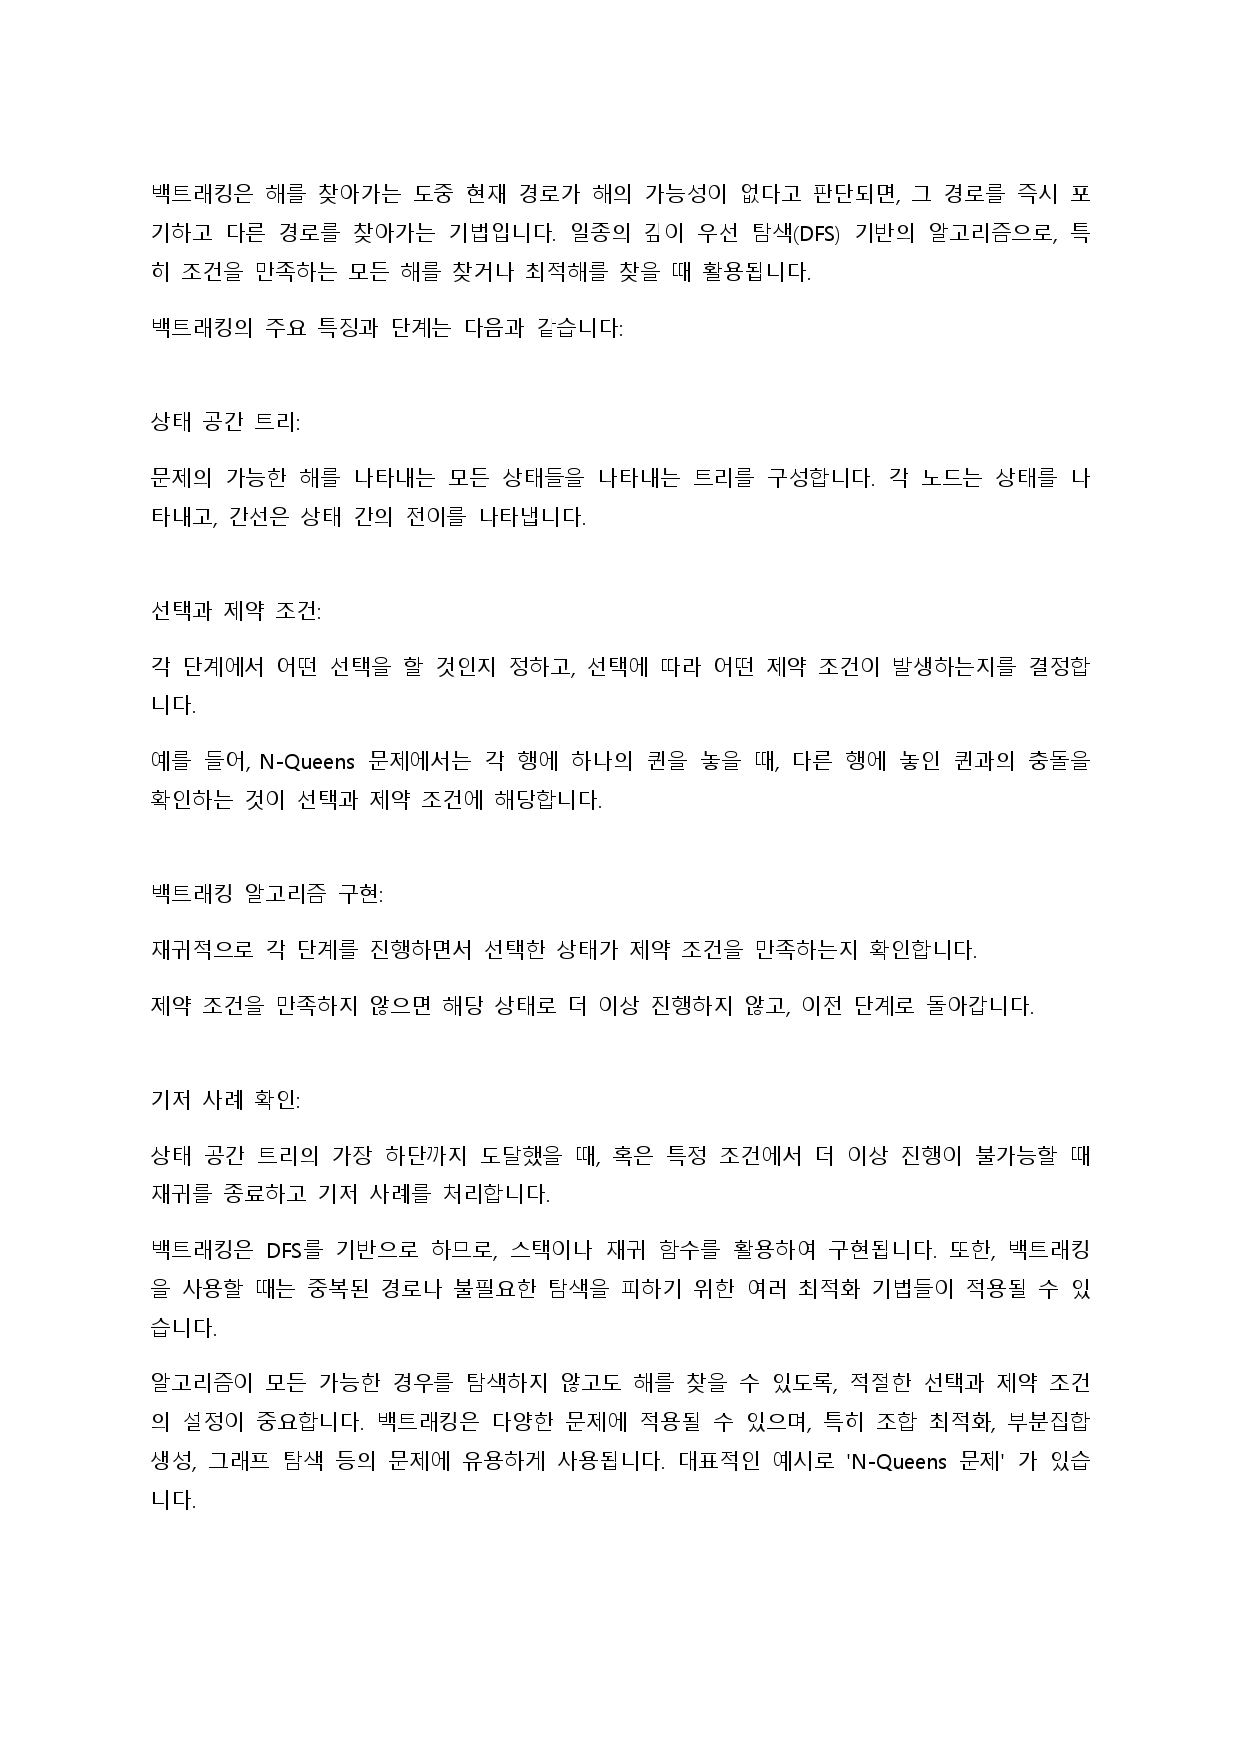 백트래킹은 해를 찾아가는 도중 현재 경로가 해의 가능성이 없다고 판단되면, 그 경로를 즉시 포
기하고 다른 경로를 찾아가는 기법입니다. 일종의 깊이 우선 탐색(DFS) 기반의 알고리즘으로, 특
히 조건을 만족하는 모든 해를 찾거나 최적해를 찾을 때 활용됩니다.
백트래킹의 주요 특징과 단계는 다음과 같습니다:
상태 공간 트리:
문제의 가능한 해를 나타내는 모든 상태들을 나타내는 트리를 구성합니다. 각 노드는 상태를 나
타내고, 간선은 상태 간의 전이를 나타냅니다.
선택과 제약 조건:
각 단계에서 어떤 선택을 할 것인지 정하고, 선택에 따라 어떤 제약 조건이 발생하는지를 결정합
니다.
예를 들어, N-Queens 문제에서는 각 행에 하나의 퀸을 놓을 때, 다른 행에 놓인 퀸과의 충돌을
확인하는 것이 선택과 제약 조건에 해당합니다.
백트래킹 알고리즘 구현:
재귀적으로 각 단계를 진행하면서 선택한 상태가 제약 조건을 만족하는지 확인합니다.
제약 조건을 만족하지 않으면 해당 상태로 더 이상 진행하지 않고, 이전 단계로 돌아갑니다.
기저 사례 확인:
상태 공간 트리의 가장 하단까지 도달했을 때, 혹은 특정 조건에서 더 이상 진행이 불가능할 때
재귀를 종료하고 기저 사례를 처리합니다.
백트래킹은 DFS를 기반으로 하므로, 스택이나 재귀 함수를 활용하여 구현됩니다. 또한, 백트래킹
을 사용할 때는 중복된 경로나 불필요한 탐색을 피하기 위한 여러 최적화 기법들이 적용될 수 있
습니다.
알고리즘이 모든 가능한 경우를 탐색하지 않고도 해를 찾을 수 있도록, 적절한 선택과 제약 조건
의 설정이 중요합니다. 백트래킹은 다양한 문제에 적용될 수 있으며, 특히 조합 최적화, 부분집합
생성, 그래프 탐색 등의 문제에 유용하게 사용됩니다. 대표적인 예시로 'N-Queens 문제' 가 있습
니다.